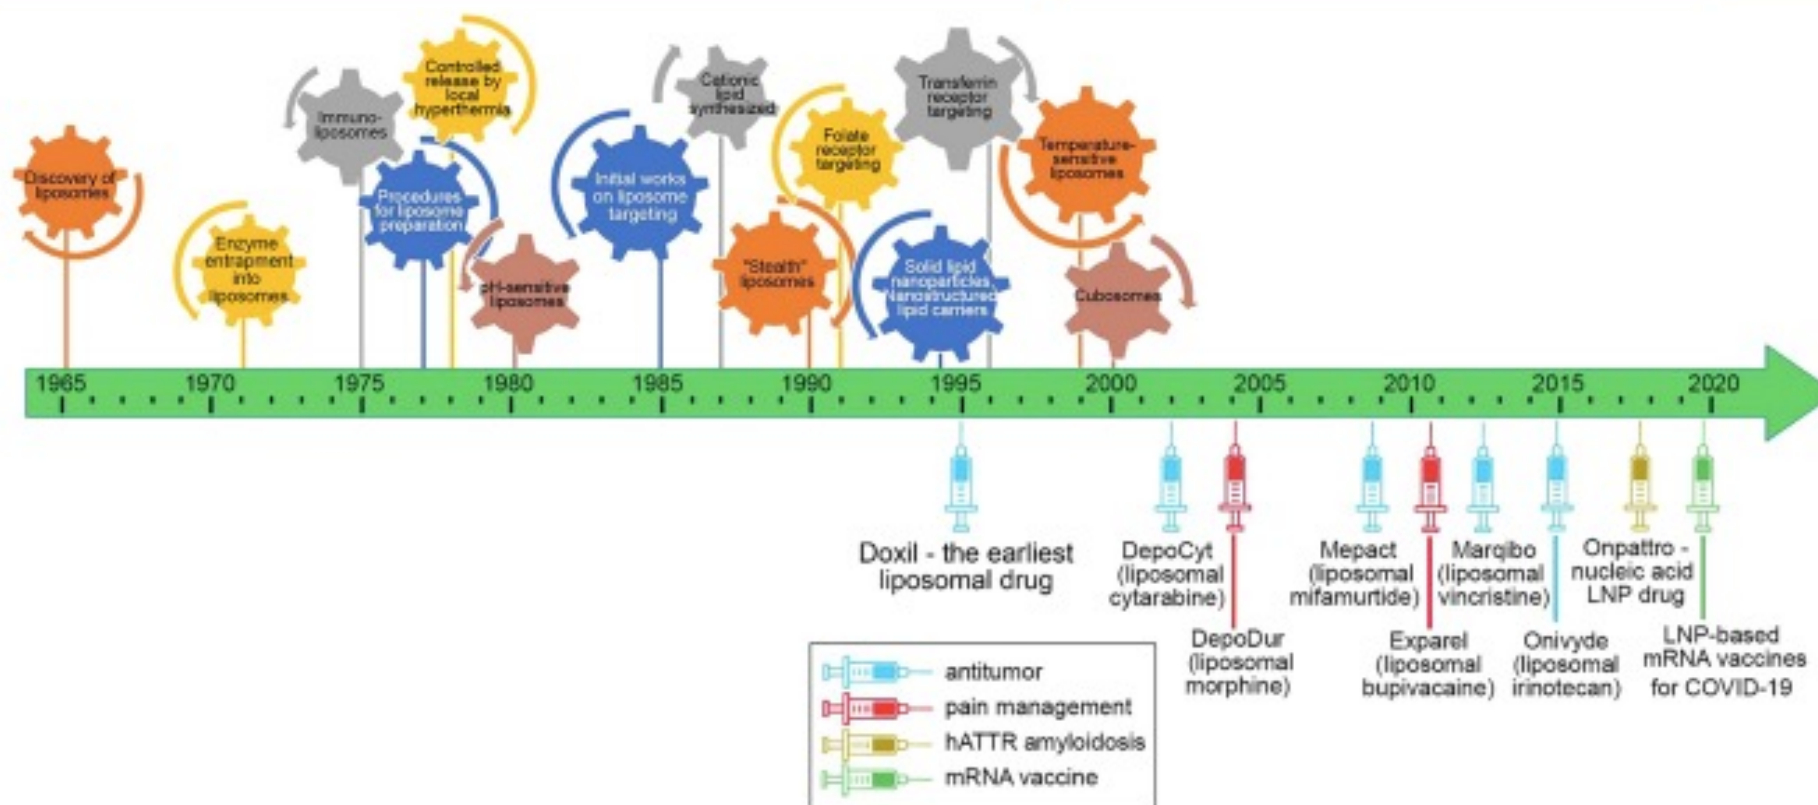 Discovery of
liposomes
Enzyme
entrapment
into
liposomes
Immuno-
liposomes
Controlled
release by
local
hyperthermia
Procedures
for liposome
preparation
pH-sensitive
liposomes
Initial works
on liposome
targeting
Cationic
lipid
synthesized
"Stealth"
liposomes
Folate
receptor
targeting
Solid lipid
nanoparticles,
Nanostructured
lipid carriers
Transferrin
receptor
targeting
Temperature-
sensitive
liposomes
Cubosomes
1965 1970 1975 1980 1985 1990 1995 2000 2005 2010 2015 2020
Doxil - the earliest
liposomal drug
DepoCyt
(liposomal
cytarabine)
DepoDur
(liposomal
morphine)
Mepact
(liposomal
mifamurtide)
Exparel
(liposomal
bupivacaine)
Marqibo
(liposomal
vincristine)
Onivyde
(liposomal
irinotecan)
Onpattro -
nucleic acid
LNP drug
LNP-based
mRNA vaccines
for COVID-19
antitumor
pain management
hATTR amyloidosis
mRNA vaccine